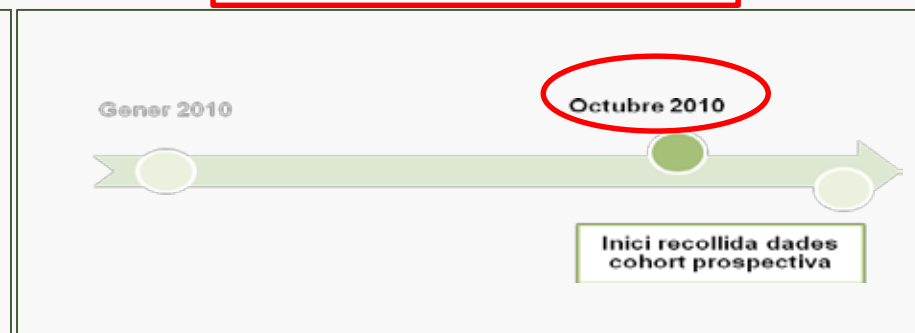 Gener 2010
Octubre 2010
Inici recollida dades
cohort prospectiva